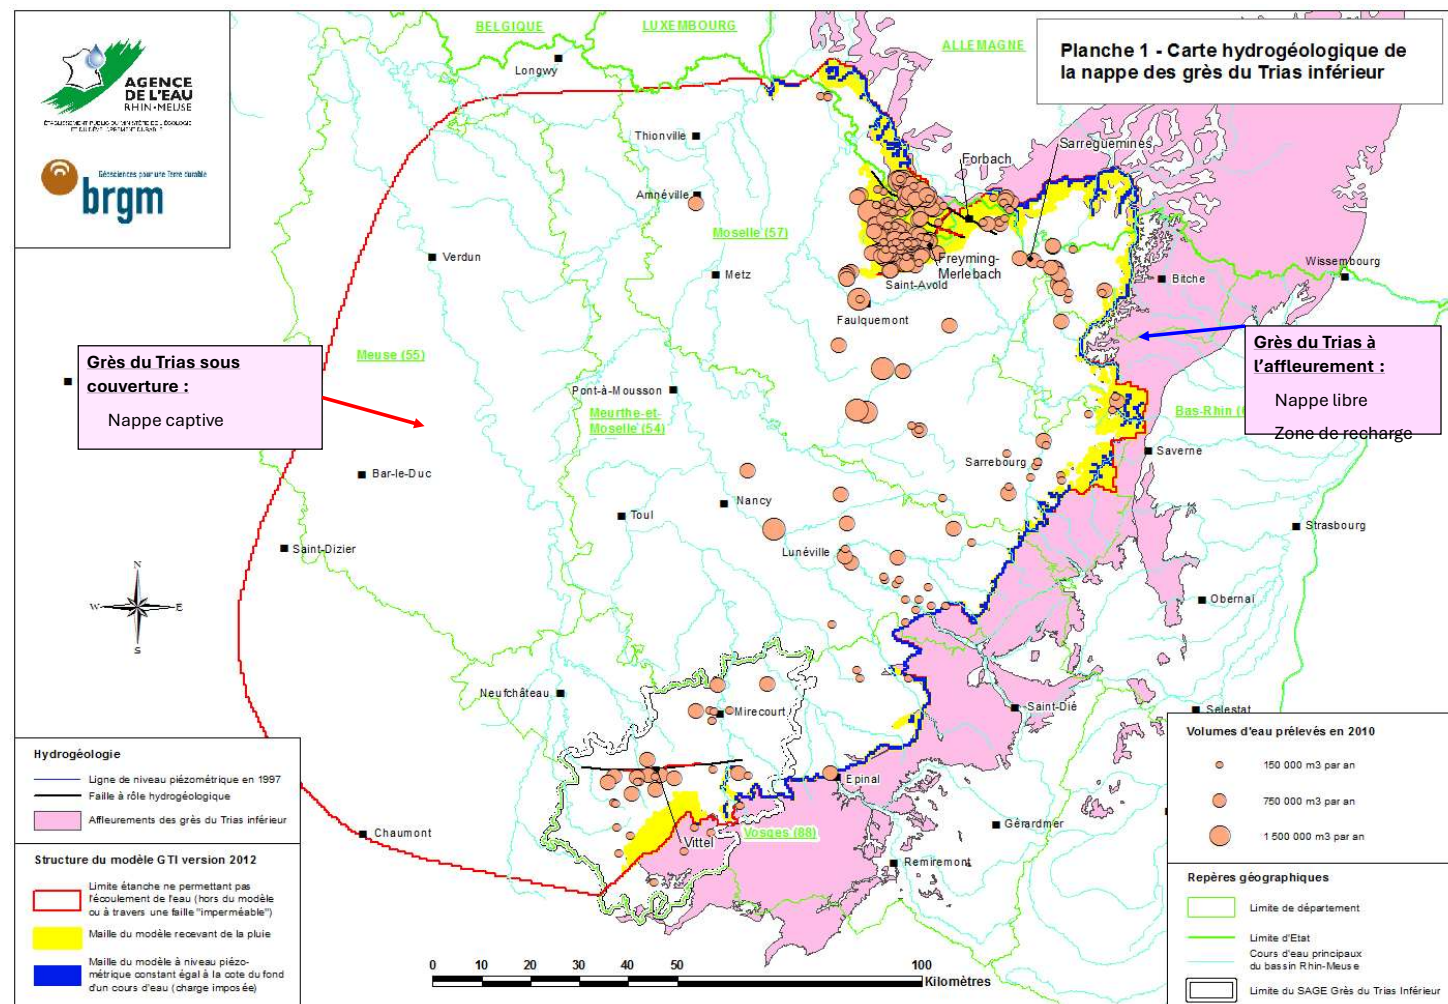 Planche 1 - Carte hydrogéologique de
la nappe des grès du Trias inférieur
AGENCE
DE L'EAU
RHIN•MEUSE
Géosciences pour une Terre durable
brgm
BELGIQUE
LUXEMBOURG
ALLEMAGNE
Longwy
Thionville
Amnéville
Moselle (57)
Verdun
Metz
Forbach
Sarreguemines
Freyming-
Merlebach
Saint-Avold
Faulquemont
Bitche
Wissembourg
Grès du Trias sous
couverture :
Nappe captive
Meuse (55)
Pont-à-Mousson
Meurthe-et-
Moselle (54)
Grès du Trias à
l'affleurement :
Nappe libre
Zone de recharge
Bas-Rhin (
Bar-le-Duc
Sarrebourg
Saverne
Toul
Nancy
Strasbourg
Saint-Dizier
Lunéville
N
W
E
S
Obernai
Neufchâteau
Mirecourt
Saint-Dié
Sélestat
Epinal
Vittel
Vosges (88)
Chaumont
Gérardmer
Remiremont
Hydrogéologie
Ligne de niveau piézométrique en 1997
Faille à rôle hydrogéologique
Affleurements des grès du Trias inférieur
Structure du modèle GTI version 2012
Limite étanche ne permettant pas
l'écoulement de l'eau (hors du modèle
ou à travers une faille "imperméable")
Maille du modèle recevant de la pluie
Maille du modèle à niveau piézo-
métrique constant égal à la cote du fond
d'un cours d'eau (charge imposée)
0 10 20 30 40 50 100
Kilomètres
Volumes d'eau prélevés en 2010
150 000 m3 par an
750 000 m3 par an
1 500 000 m3 par an
Repères géographiques
Limite de département
Limite d'Etat
Cours d'eau principaux
du bassin Rhin-Meuse
Limite du SAGE Grès du Trias Inférieur